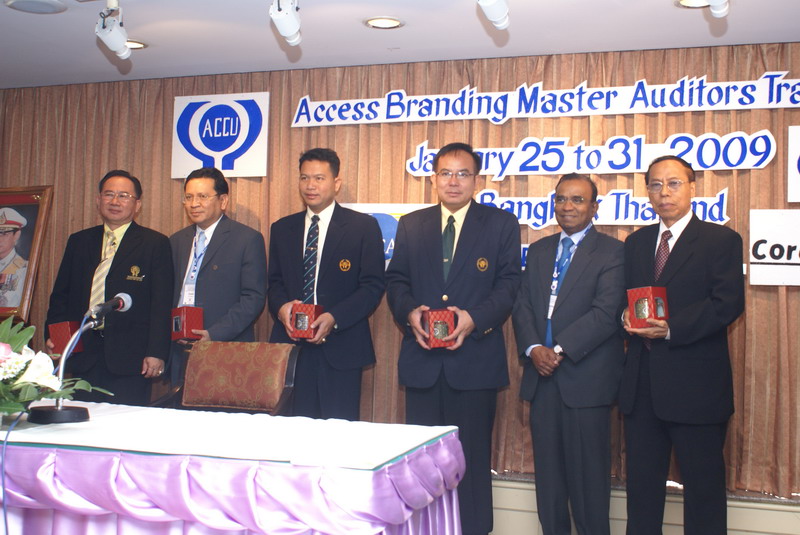 ACCU
Access Branding Master Auditors Tra
January 25 to 31 2009
Bangkok Thailand
Cor